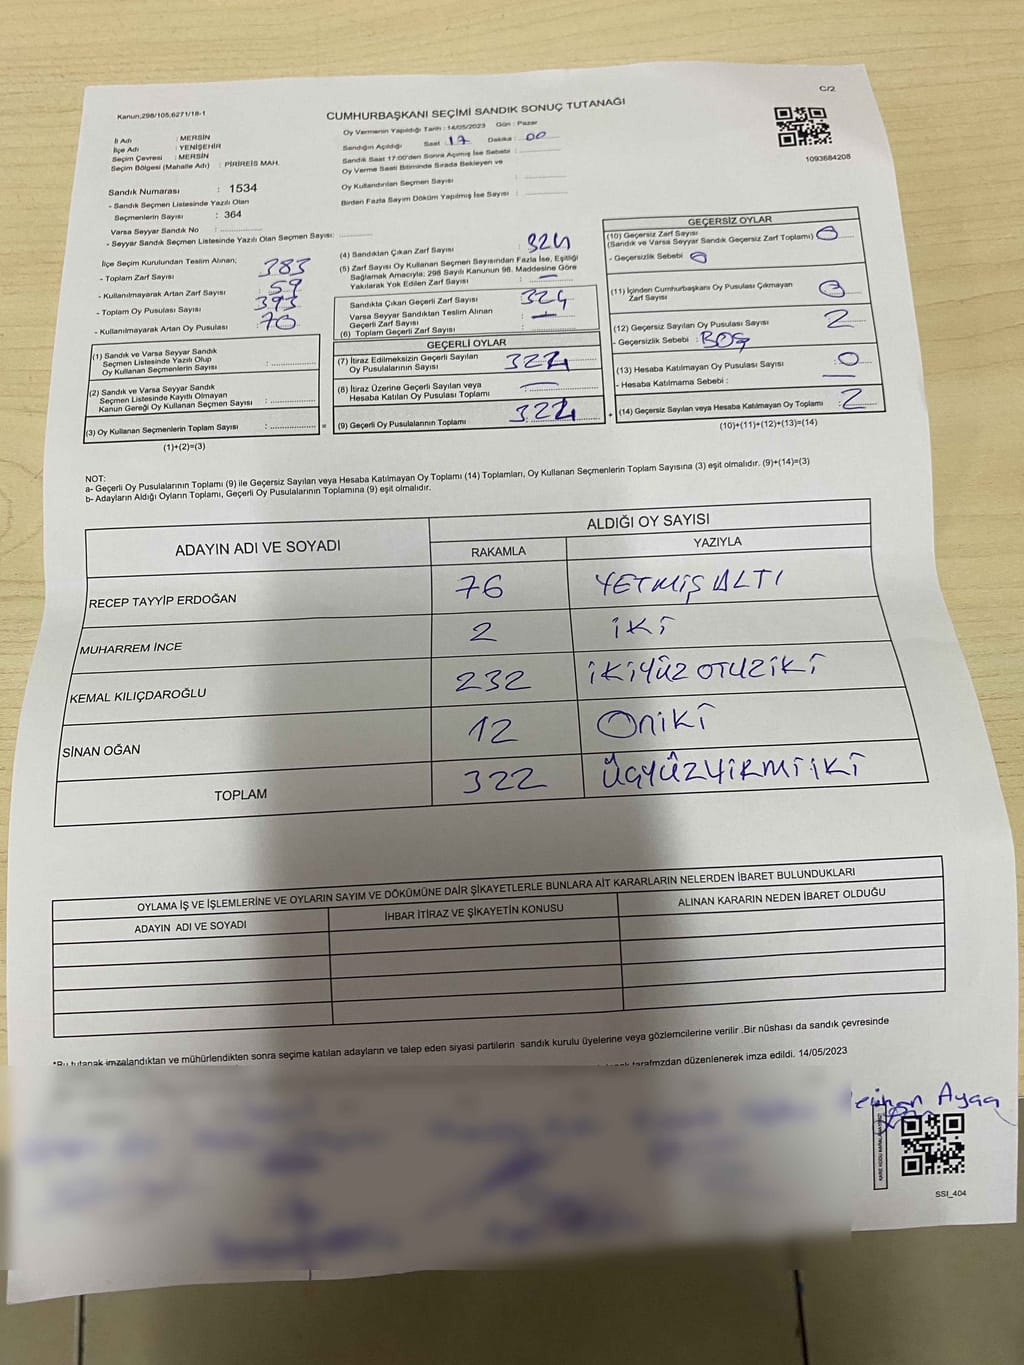 C/2
Kanun;298/105,6271/18-1
CUMHURBAŞKANI SEÇİMİ SANDIK SONUÇ TUTANAĞI
Oy Vermenin Yapıldığı Tarih : 14/05/2023 Gün : Pazar
Sandığın Açıldığı Saat : 17 Dakika : 00
Sandık Saat 17:00'den Sonra Açılmış İse Sebebi :
Oy Verme Saati Bitiminde Sırada Bekleyen ve
Oy Kullandırılan Seçmen Sayısı :
Birden Fazla Sayım Döküm Yapılmış İse Sayısı :
1093684208
İl Adı : MERSİN
İlçe Adı : YENİŞEHİR
Seçim Çevresi : MERSİN
Seçim Bölgesi (Mahalle Adı) : PİRİREİS MAH.
Sandık Numarası : 1534
- Sandık Seçmen Listesinde Yazılı Olan
Seçmenlerin Sayısı : 364
Varsa Seyyar Sandık No :
- Seyyar Sandık Seçmen Listesinde Yazılı Olan Seçmen Sayısı:
İlçe Seçim Kurulundan Teslim Alınan;
- Toplam Zarf Sayısı : 383
- Kullanılmayarak Artan Zarf Sayısı : 59
- Toplam Oy Pusulası Sayısı : 393
- Kullanılmayarak Artan Oy Pusulası : 70
(1) Sandık ve Varsa Seyyar Sandık
Seçmen Listesinde Yazılı Olup
Oy Kullanan Seçmenlerin Sayısı :
(2) Sandık ve Varsa Seyyar Sandık
Seçmen Listesinde Kayıtlı Olmayan
Kanun Gereği Oy Kullanan Seçmen Sayısı :
(3) Oy Kullanan Seçmenlerin Toplam Sayısı : =
(1)+(2)=(3)
(4) Sandıktan Çıkan Zarf Sayısı : 324
(5) Zarf Sayısı Oy Kullanan Seçmen Sayısından Fazla İse, Eşitliği
Sağlamak Amacıyla; 298 Sayılı Kanunun 98. Maddesine Göre
Yakılarak Yok Edilen Zarf Sayısı : —
Sandıkta Çıkan Geçerli Zarf Sayısı : 324
Varsa Seyyar Sandıktan Teslim Alınan
Geçerli Zarf Sayısı : —
(6) Toplam Geçerli Zarf Sayısı :
GEÇERLİ OYLAR
(7) İtiraz Edilmeksizin Geçerli Sayılan
Oy Pusulalarının Sayısı : 322
(8) İtiraz Üzerine Geçerli Sayılan veya
Hesaba Katılan Oy Pusulası Toplamı : —
(9) Geçerli Oy Pusulalarının Toplamı : 322 +
GEÇERSİZ OYLAR
(10) Geçersiz Zarf Sayısı
(Sandık ve Varsa Seyyar Sandık Geçersiz Zarf Toplamı) : 0
- Geçersizlik Sebebi : 0
(11) İçinden Cumhurbaşkanı Oy Pusulası Çıkmayan
Zarf Sayısı :
(12) Geçersiz Sayılan Oy Pusulası Sayısı : 2
- Geçersizlik Sebebi : BOŞ
(13) Hesaba Katılmayan Oy Pusulası Sayısı : 0
- Hesaba Katılmama Sebebi : —
(14) Geçersiz Sayılan veya Hesaba Katılmayan Oy Toplamı : 2
(10)+(11)+(12)+(13)=(14)
NOT:
a- Geçerli Oy Pusulalarının Toplamı (9) ile Geçersiz Sayılan veya Hesaba Katılmayan Oy Toplamı (14) Toplamları, Oy Kullanan Seçmenlerin Toplam Sayısına (3) eşit olmalıdır. (9)+(14)=(3)
b- Adayların Aldığı Oyların Toplamı, Geçerli Oy Pusulalarının Toplamına (9) eşit olmalıdır.
ADAYIN ADI VE SOYADI
ALDIĞI OY SAYISI
RAKAMLA YAZIYLA
RECEP TAYYİP ERDOĞAN 76 YETMİŞ ALTI
MUHARREM İNCE 2 İKİ
KEMAL KILIÇDAROĞLU 232 İKİYÜZ OTUZİKİ
SİNAN OĞAN 12 ONİKİ
TOPLAM 322 ÜÇYÜZYİRMİİKİ
OYLAMA İŞ VE İŞLEMLERİNE VE OYLARIN SAYIM VE DÖKÜMÜNE DAİR ŞİKAYETLERLE BUNLARA AİT KARARLARIN NELERDEN İBARET BULUNDUKLARI
ADAYIN ADI VE SOYADI İHBAR İTİRAZ VE ŞİKAYETİN KONUSU ALINAN KARARIN NEDEN İBARET OLDUĞU
*Bu tutanak imzalandıktan ve mühürlendikten sonra seçime katılan adayların ve talep eden siyasi partilerin sandık kurulu üyelerine veya gözlemcilerine verilir .Bir nüshası da sandık çevresinde
tarafımzdan düzenlenerek imza edildi. 14/05/2023
SSI_404